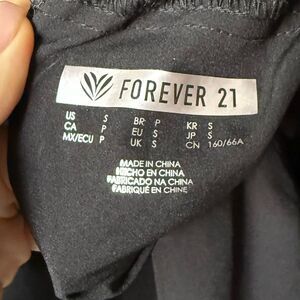 FOREVER 21
US S BR P KR S
CA P EU S JP S
MX/ECU P UK S CN 160/66A
MADE IN CHINA
HECHO EN CHINA
FABRICADO NA CHINA
FABRIQUÉ EN CHINE